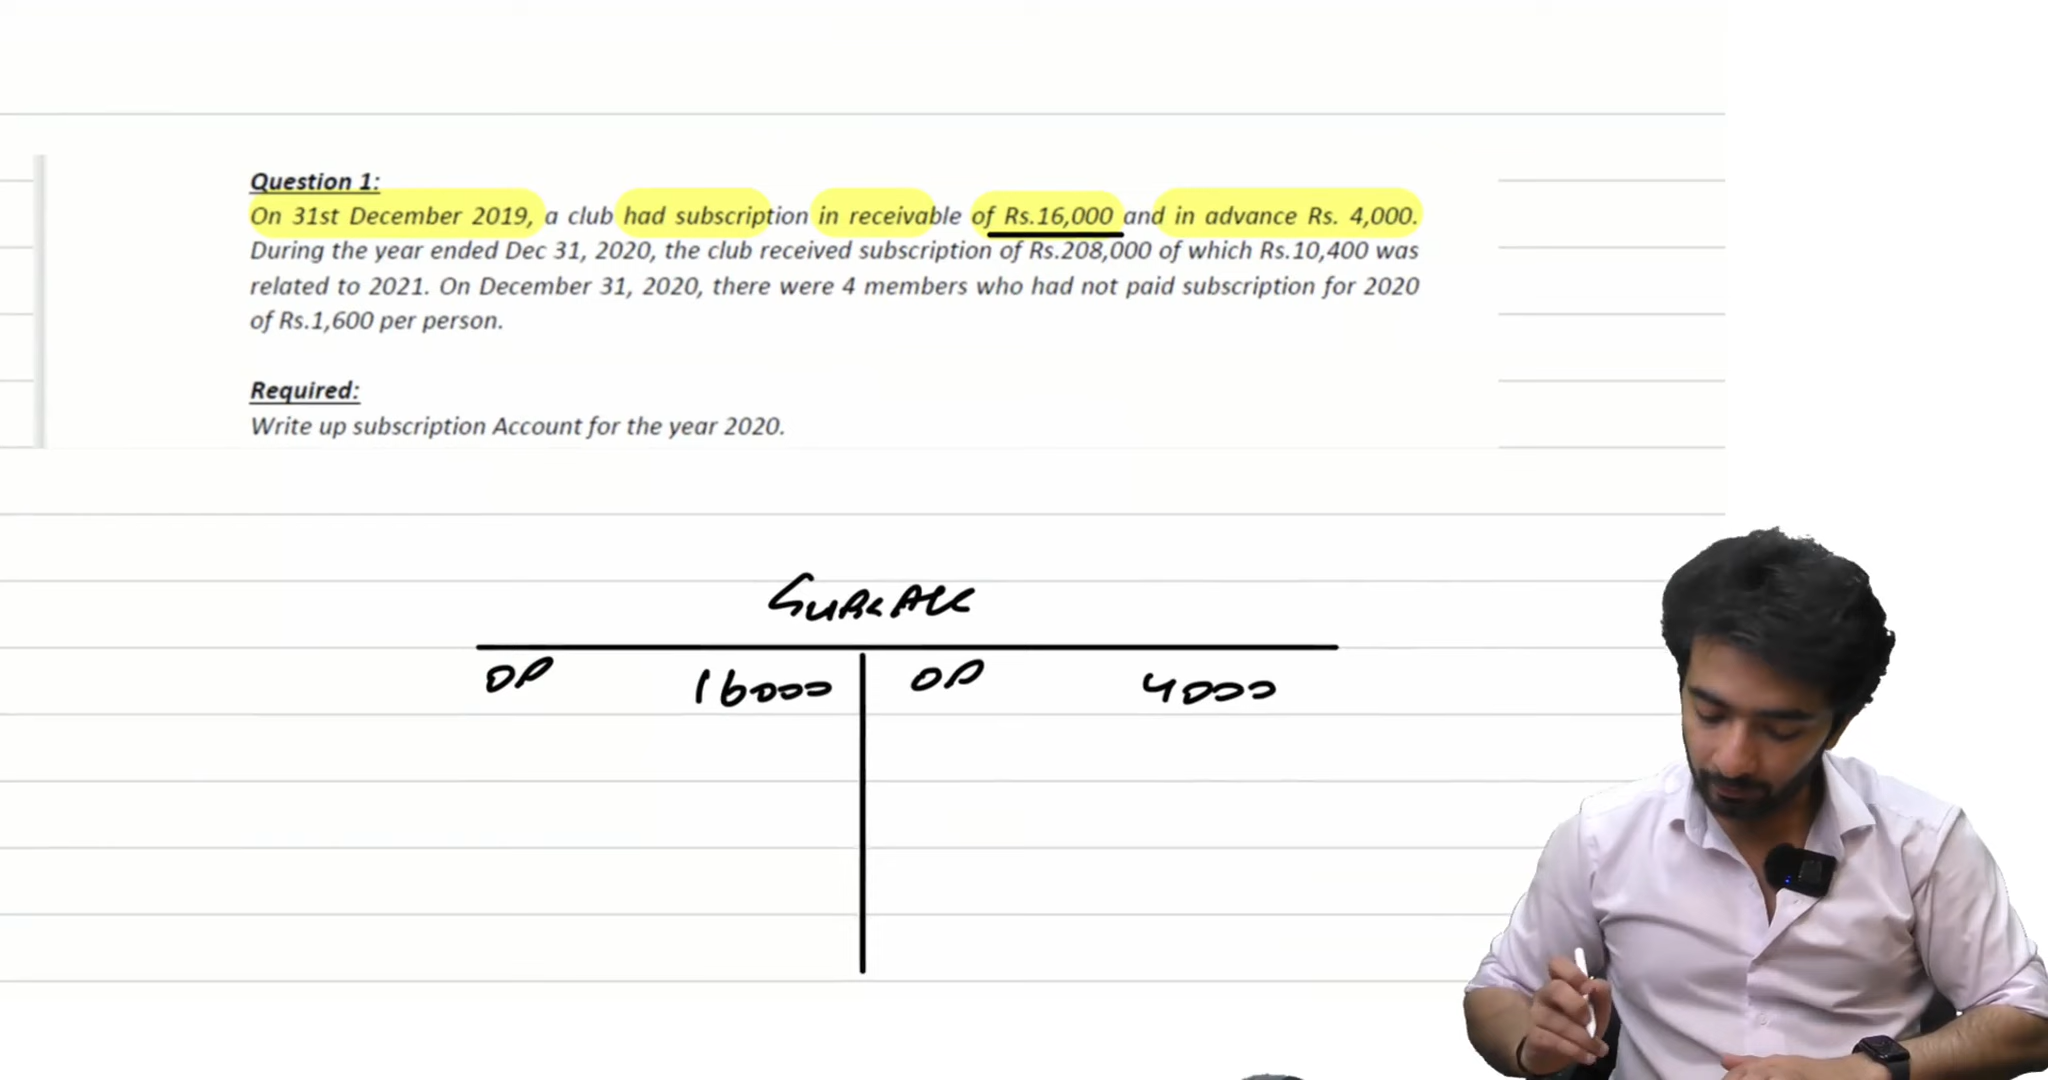 Question 1:
On 31st December 2019, a club had subscription in receivable of Rs.16,000 and in advance Rs. 4,000.
During the year ended Dec 31, 2020, the club received subscription of Rs.208,000 of which Rs.10,400 was
related to 2021. On December 31, 2020, there were 4 members who had not paid subscription for 2020
of Rs.1,600 per person.
Required:
Write up subscription Account for the year 2020.
OP 16000 OP 4000